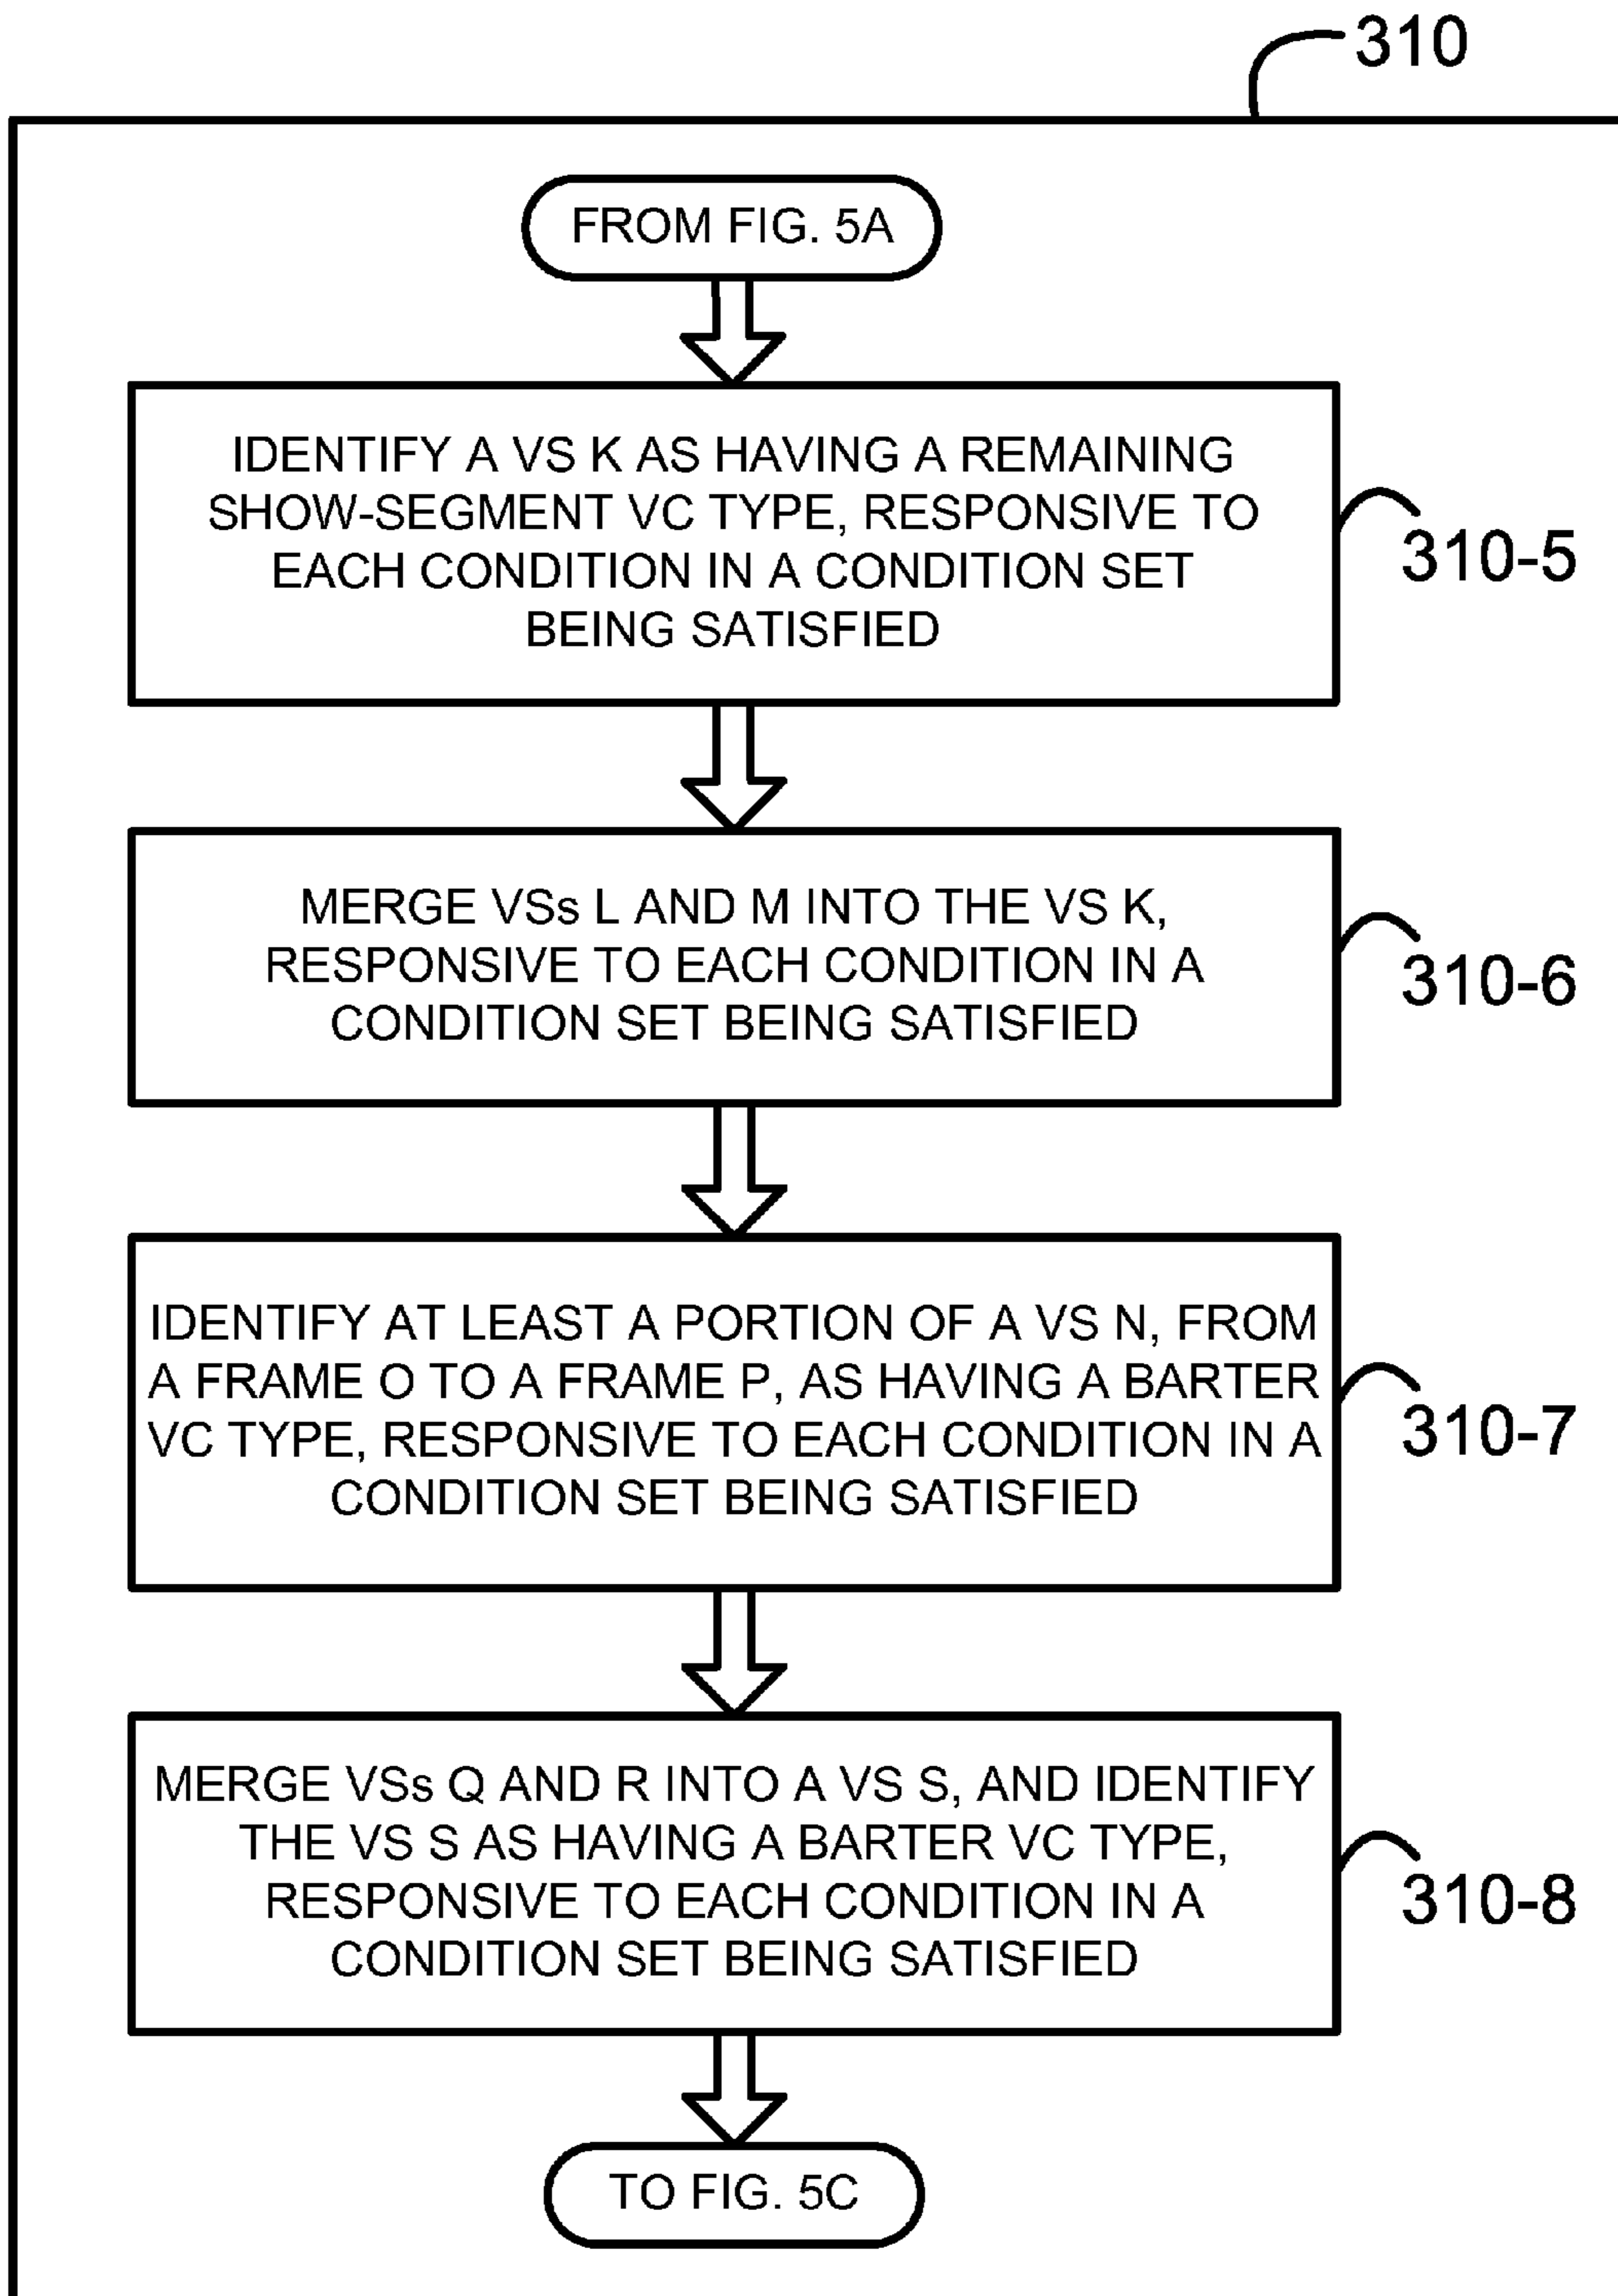 310
FROM FIG. 5A
IDENTIFY A VS K AS HAVING A REMAINING
SHOW-SEGMENT VC TYPE, RESPONSIVE TO
EACH CONDITION IN A CONDITION SET
BEING SATISFIED
310-5
MERGE VSs L AND M INTO THE VS K,
RESPONSIVE TO EACH CONDITION IN A
CONDITION SET BEING SATISFIED
310-6
IDENTIFY AT LEAST A PORTION OF A VS N, FROM
A FRAME O TO A FRAME P, AS HAVING A BARTER
VC TYPE, RESPONSIVE TO EACH CONDITION IN A
CONDITION SET BEING SATISFIED
310-7
MERGE VSs Q AND R INTO A VS S, AND IDENTIFY
THE VS S AS HAVING A BARTER VC TYPE,
RESPONSIVE TO EACH CONDITION IN A
CONDITION SET BEING SATISFIED
310-8
TO FIG. 5C